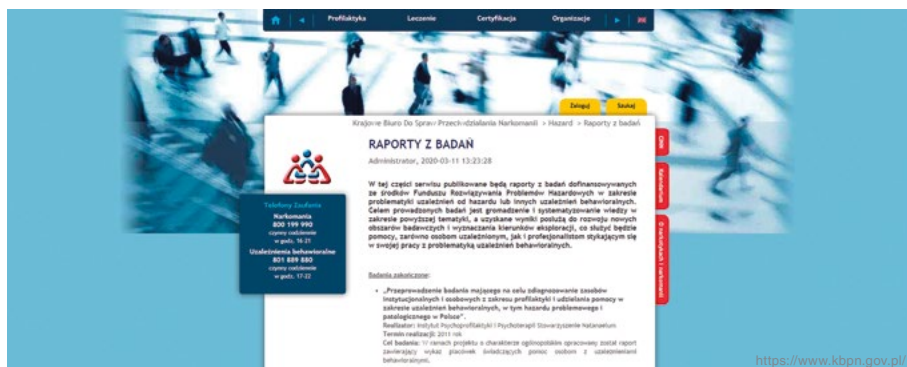 Profilaktyka Leczenie Certyfikacja Organizacje
Zaloguj Szukaj
Krajowe Biuro Do Spraw Przeciwdziałania Narkomanii > Hazard > Raporty z badań
RAPORTY Z BADAŃ
Administrator, 2020-03-11 13:23:28
W tej części serwisu publikowane będą raporty z badań dofinansowywanych
ze środków Funduszu Rozwiązywania Problemów Hazardowych w zakresie
problematyki uzależnień od hazardu lub innych uzależnień behawioralnych.
Celem prowadzonych badań jest gromadzenie i systematyzowanie wiedzy w
zakresie powyższej tematyki, a uzyskane wyniki posłużą do rozwoju nowych
obszarów badawczych i wyznaczania kierunków eksploracji, co służyć będzie
pomocy, zarówno osobom uzależnionym, jak i profesjonalistom stykającym się
w swojej pracy z problematyką uzależnień behawioralnych.
Badania zakończone:
• „Przeprowadzenie badania mającego na celu zdiagnozowanie zasobów
instytucjonalnych i osobowych z zakresu profilaktyki i udzielania pomocy w
zakresie uzależnień behawioralnych, w tym hazardu problemowego i
patologicznego w Polsce”.
Realizator: Instytut Psychoprofilaktyki i Psychoterapii Stowarzyszenie Natanaelum
Termin realizacji: 2011 rok
Cel badania: W ramach projektu o charakterze ogólnopolskim opracowany został raport
zawierający wykaz placówek świadczących pomoc osobom z uzależnieniami
behawioralnymi.
Telefony Zaufania
Narkomania
800 199 990
czynny codziennie
w godz. 16-21
Uzależnienia behawioralne
801 889 880
czynny codziennie
w godz. 17-22
CINN
Kalendarium
O narkotykach i narkomanii
https://www.kbpn.gov.pl/